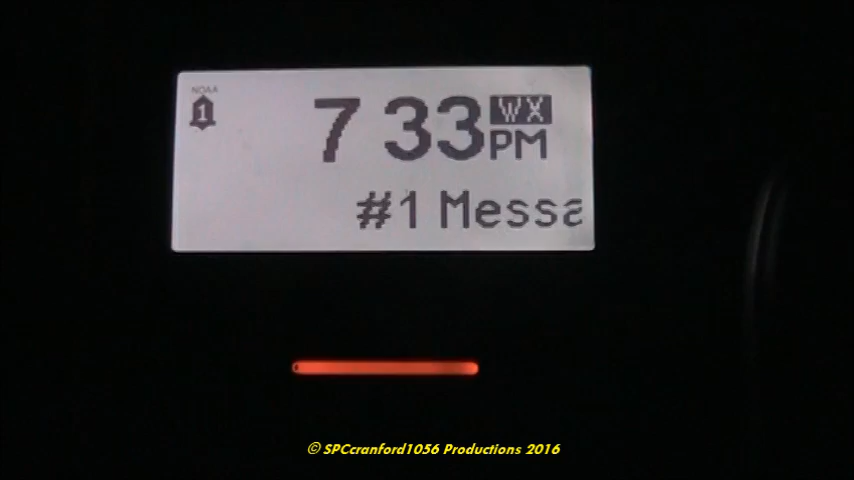 NOAA
1
7 33 WX
PM
#1 Messa
© SPCcranford1056 Productions 2016